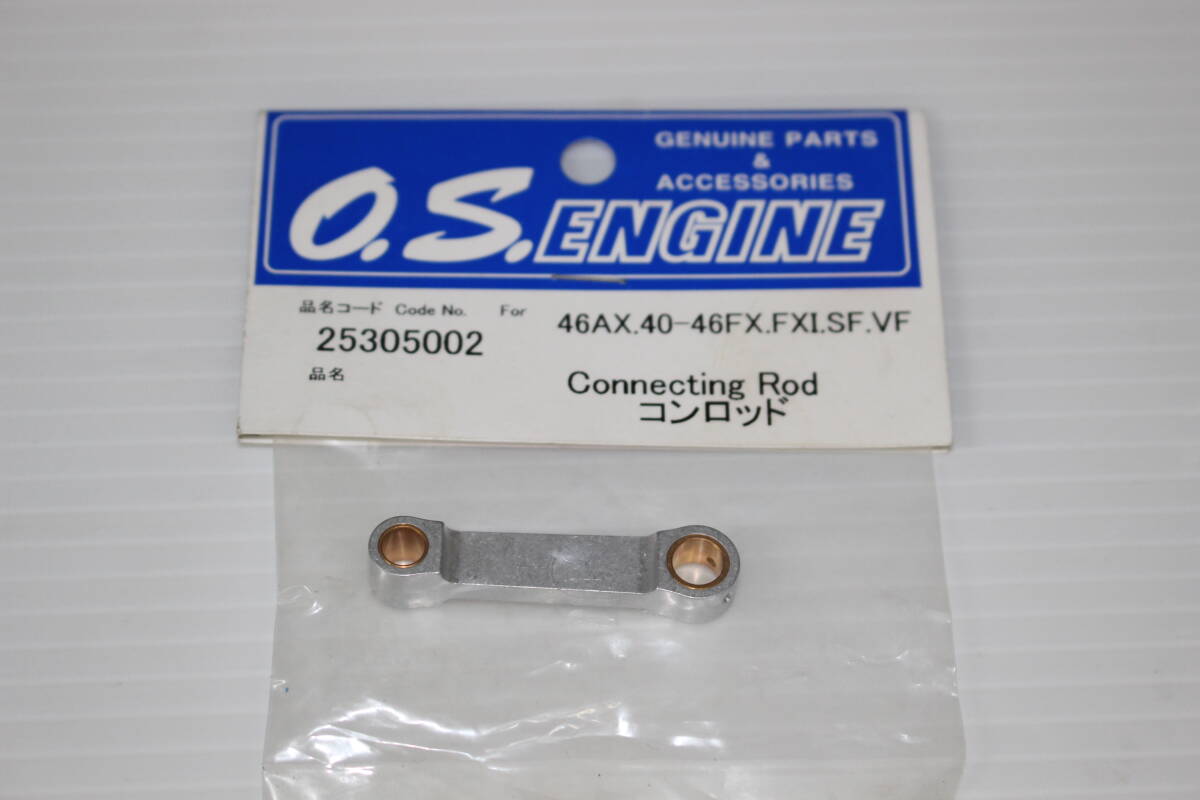 GENUINE PARTS
&
ACCESSORIES
O.S.ENGINE
品名コード Code No. For
25305002
46AX.40-46FX.FXI.SF.VF
品名
Connecting Rod
コンロッド